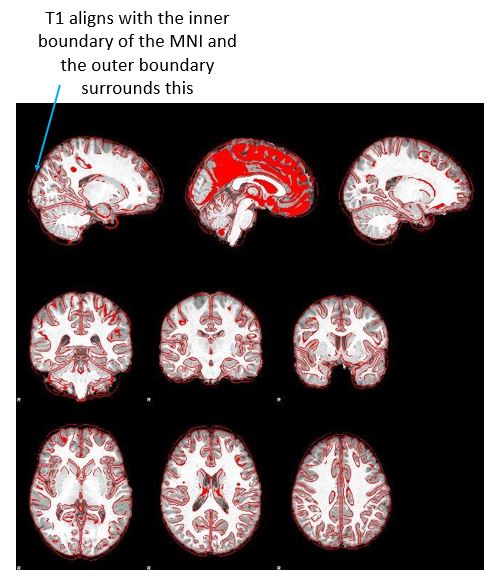 T1 aligns with the inner
boundary of the MNI and
the outer boundary
surrounds this
R
R
R
R
R
R